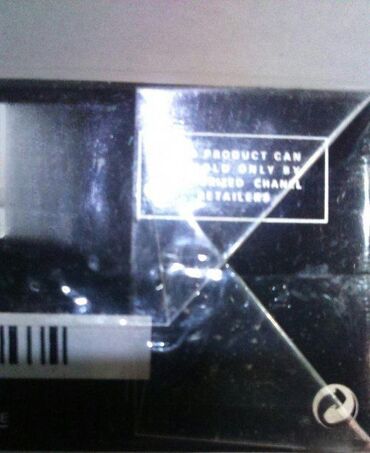 PRODUCT CAN
ONLY BY
CHANEL
RETAILERS
E